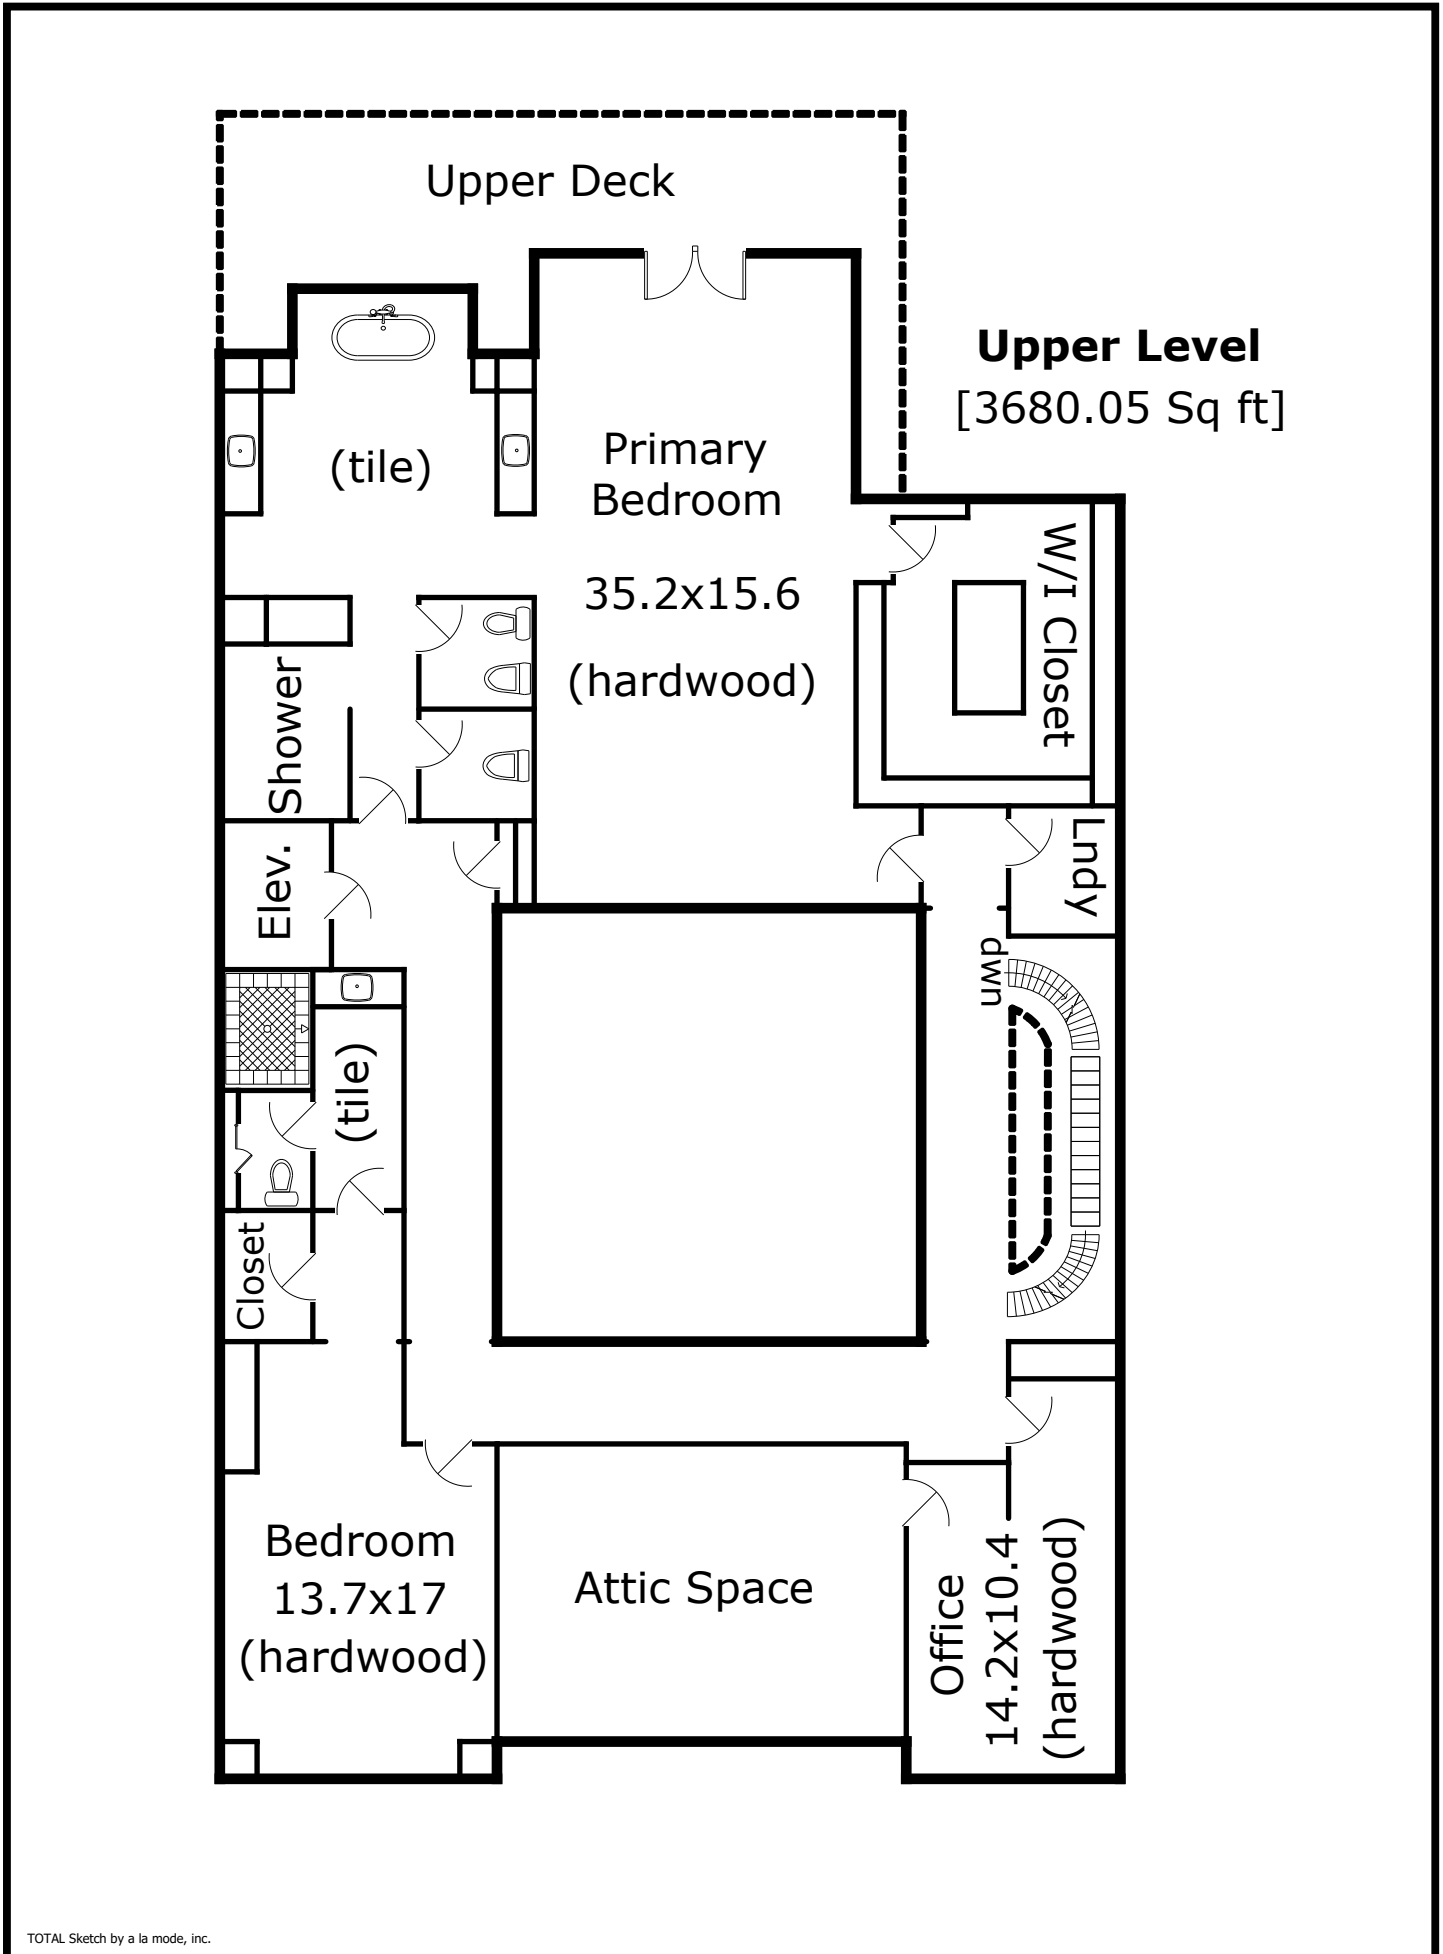 Upper Deck
Upper Level
[3680.05 Sq ft]
(tile)
Primary
Bedroom
35.2x15.6
(hardwood)
W/I Closet
Shower
Elev.
Lndy
dwn
(tile)
Closet
Bedroom
13.7x17
(hardwood)
Attic Space
Office
14.2x10.4
(hardwood)
TOTAL Sketch by a la mode, inc.